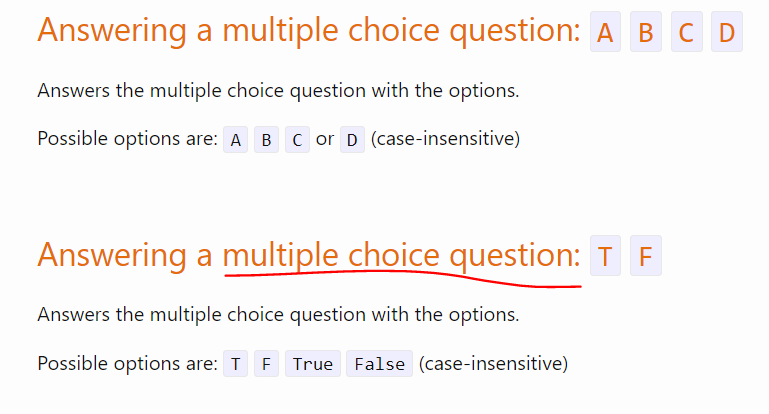 Answering a multiple choice question: A B C D
Answers the multiple choice question with the options.
Possible options are: A B C or D (case-insensitive)
Answering a multiple choice question: T F
Answers the multiple choice question with the options.
Possible options are: T F True False (case-insensitive)